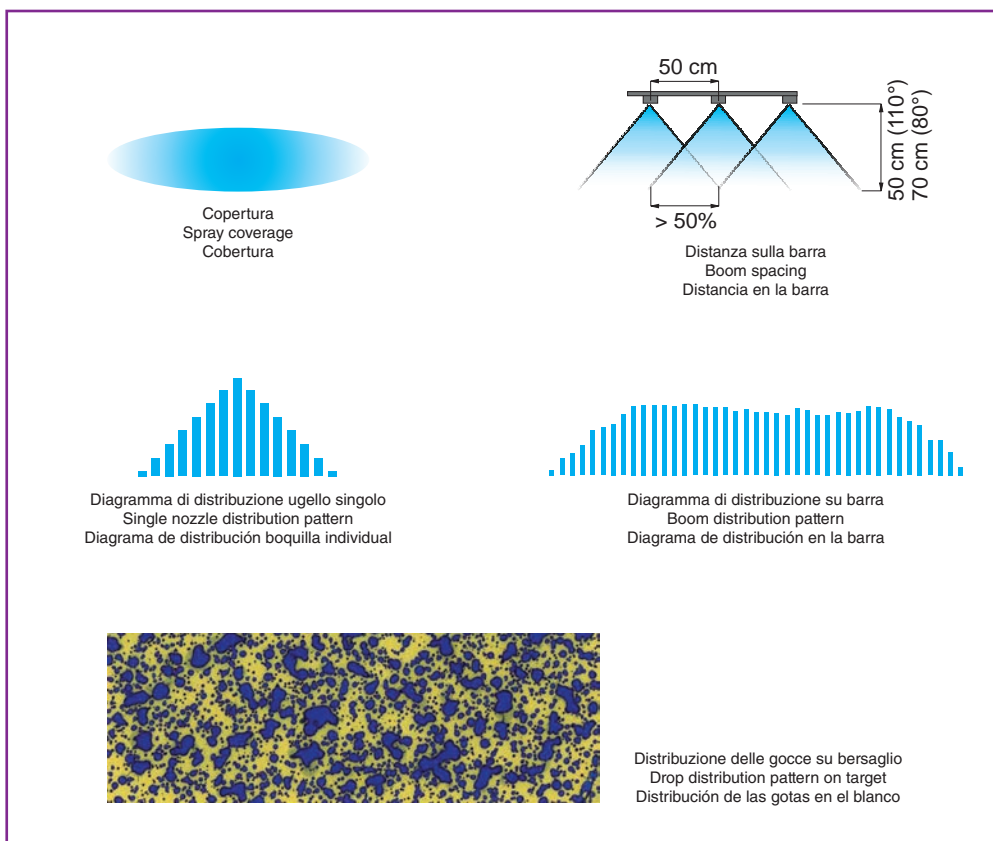 50 cm
50 cm (110°)
70 cm (80°)
> 50%
Copertura
Spray coverage
Cobertura
Distanza sulla barra
Boom spacing
Distancia en la barra
Diagramma di distribuzione ugello singolo
Single nozzle distribution pattern
Diagrama de distribución boquilla individual
Diagramma di distribuzione su barra
Boom distribution pattern
Diagrama de distribución en la barra
Distribuzione delle gocce su bersaglio
Drop distribution pattern on target
Distribución de las gotas en el blanco